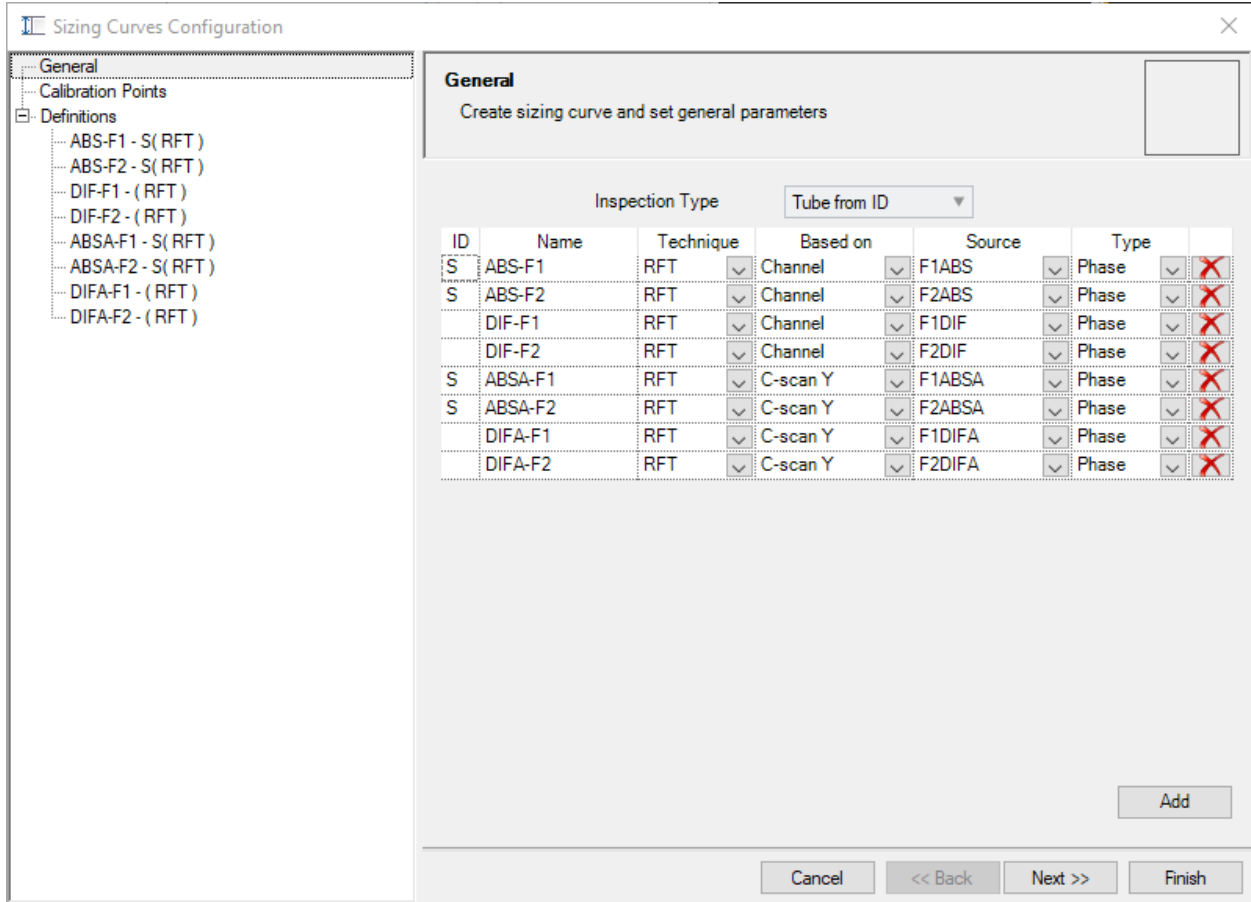 Sizing Curves Configuration
General
Calibration Points
Definitions
ABS-F1 - S( RFT )
ABS-F2 - S( RFT )
DIF-F1 - ( RFT )
DIF-F2 - ( RFT )
ABSA-F1 - S( RFT )
ABSA-F2 - S( RFT )
DIFA-F1 - ( RFT )
DIFA-F2 - ( RFT )
General
Create sizing curve and set general parameters
Inspection Type Tube from ID
ID Name Technique Based on Source Type
S ABS-F1 RFT Channel F1ABS Phase
S ABS-F2 RFT Channel F2ABS Phase
DIF-F1 RFT Channel F1DIF Phase
DIF-F2 RFT Channel F2DIF Phase
S ABSA-F1 RFT C-scan Y F1ABSA Phase
S ABSA-F2 RFT C-scan Y F2ABSA Phase
DIFA-F1 RFT C-scan Y F1DIFA Phase
DIFA-F2 RFT C-scan Y F2DIFA Phase
Add
Cancel << Back Next >> Finish